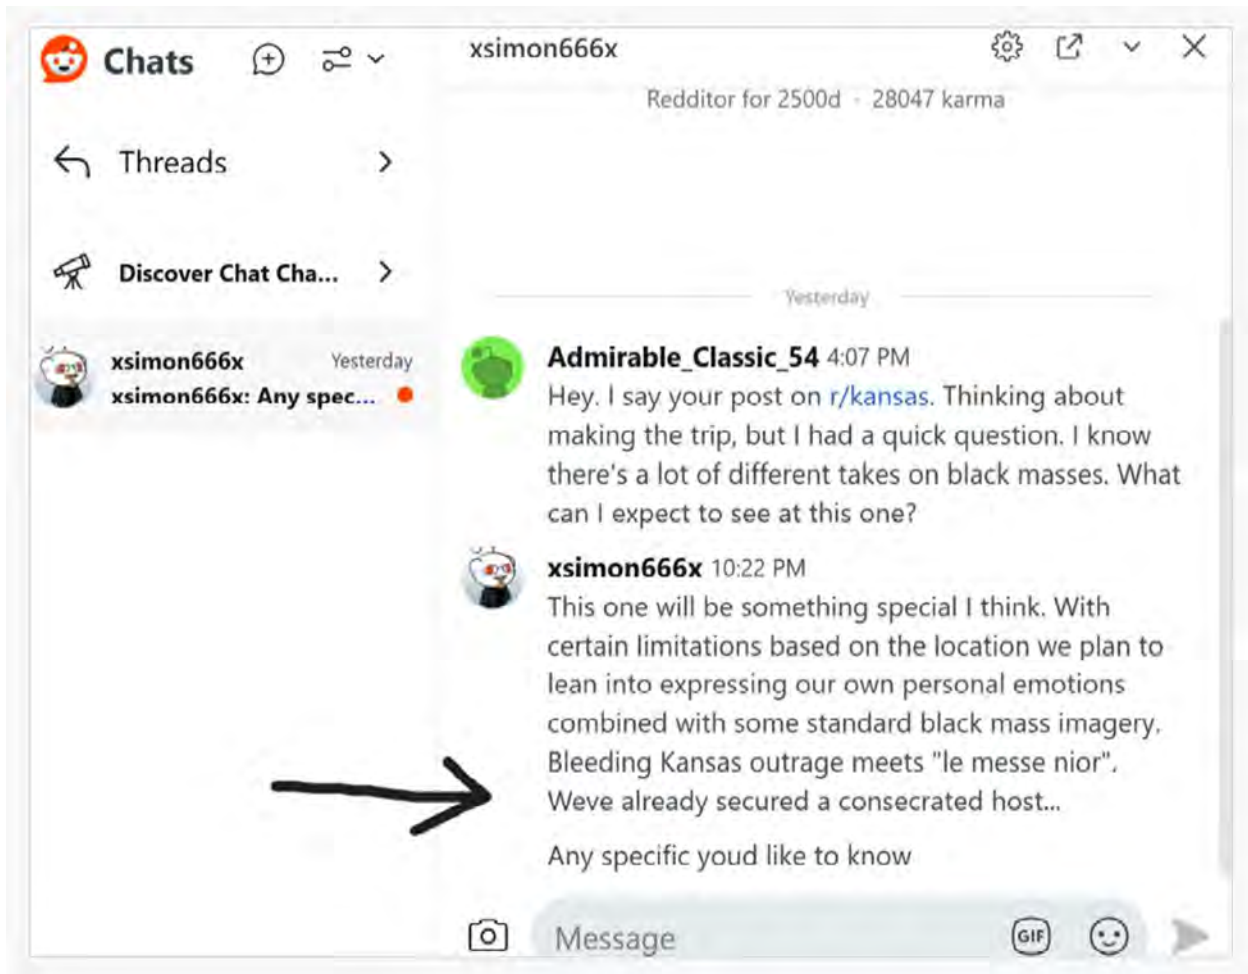 Chats
Threads
Discover Chat Cha...
xsimon666x Yesterday
xsimon666x: Any spec...
xsimon666x
Redditor for 2500d · 28047 karma
Yesterday
Admirable_Classic_54 4:07 PM
Hey. I say your post on r/kansas. Thinking about
making the trip, but I had a quick question. I know
there's a lot of different takes on black masses. What
can I expect to see at this one?
xsimon666x 10:22 PM
This one will be something special I think. With
certain limitations based on the location we plan to
lean into expressing our own personal emotions
combined with some standard black mass imagery.
Bleeding Kansas outrage meets "le messe nior".
Weve already secured a consecrated host...
Any specific youd like to know
Message
GIF